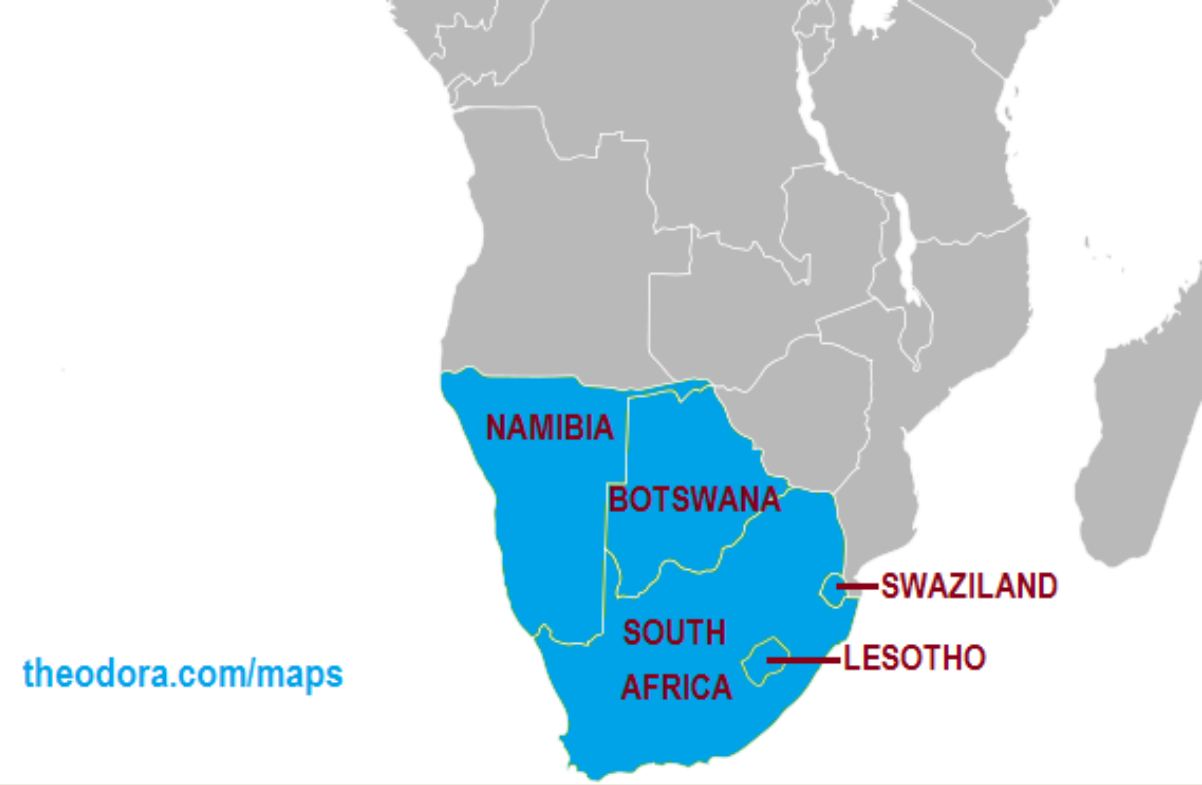 NAMIBIA
BOTSWANA
SWAZILAND
SOUTH
AFRICA
LESOTHO
theodora.com/maps